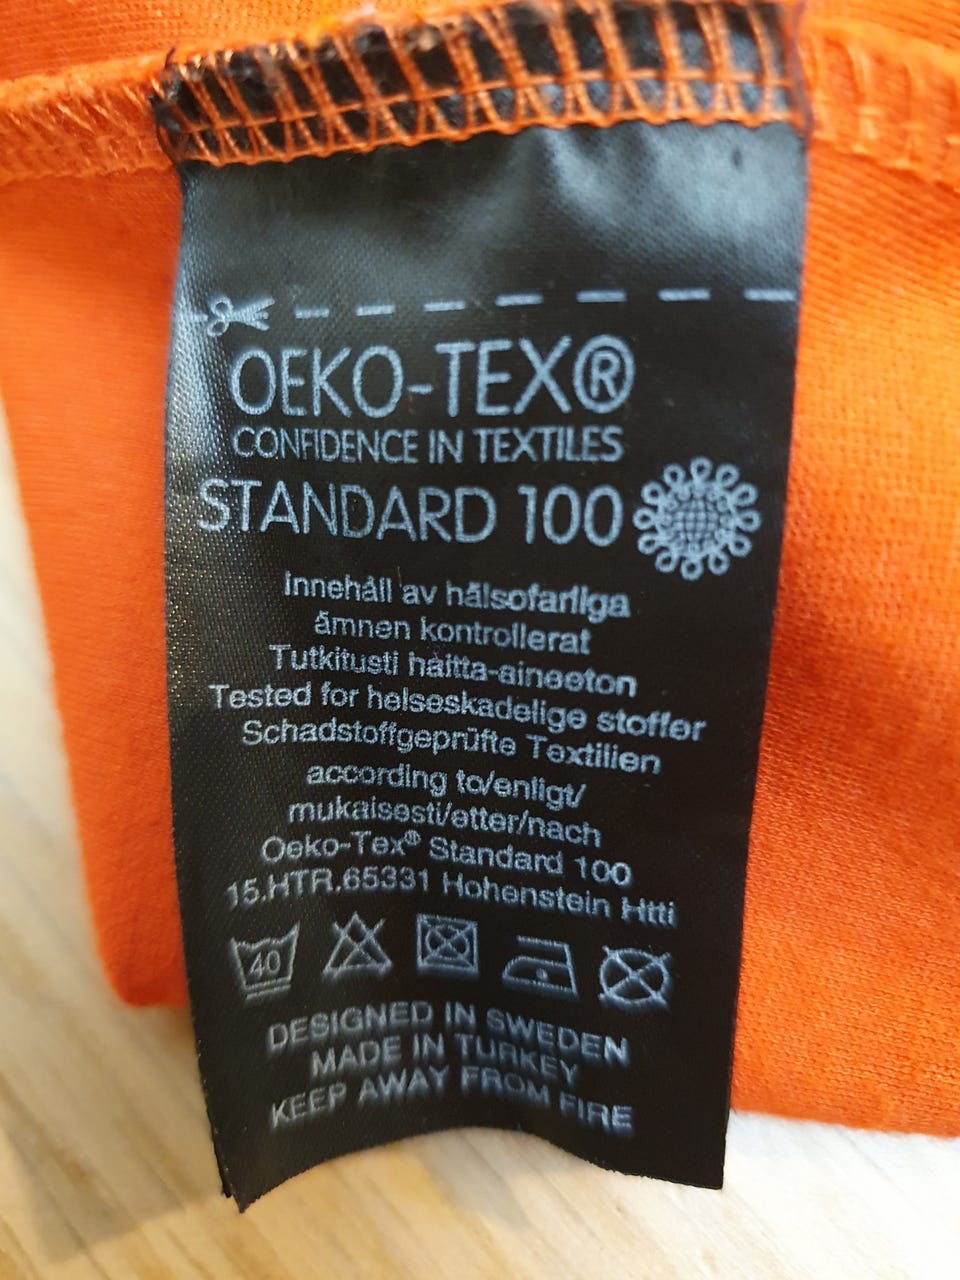 OEKO-TEX®
CONFIDENCE IN TEXTILES
STANDARD 100
Innehåll av hälsofarliga
ämnen kontrollerat
Tutkitusti haitta-aineeton
Tested for helseskadelige stoffer
Schadstoffgeprüfte Textilien
according to/enligt/
mukaisesti/etter/nach
Oeko-Tex® Standard 100
15.HTR.65331 Hohenstein Htti
40
DESIGNED IN SWEDEN
MADE IN TURKEY
KEEP AWAY FROM FIRE